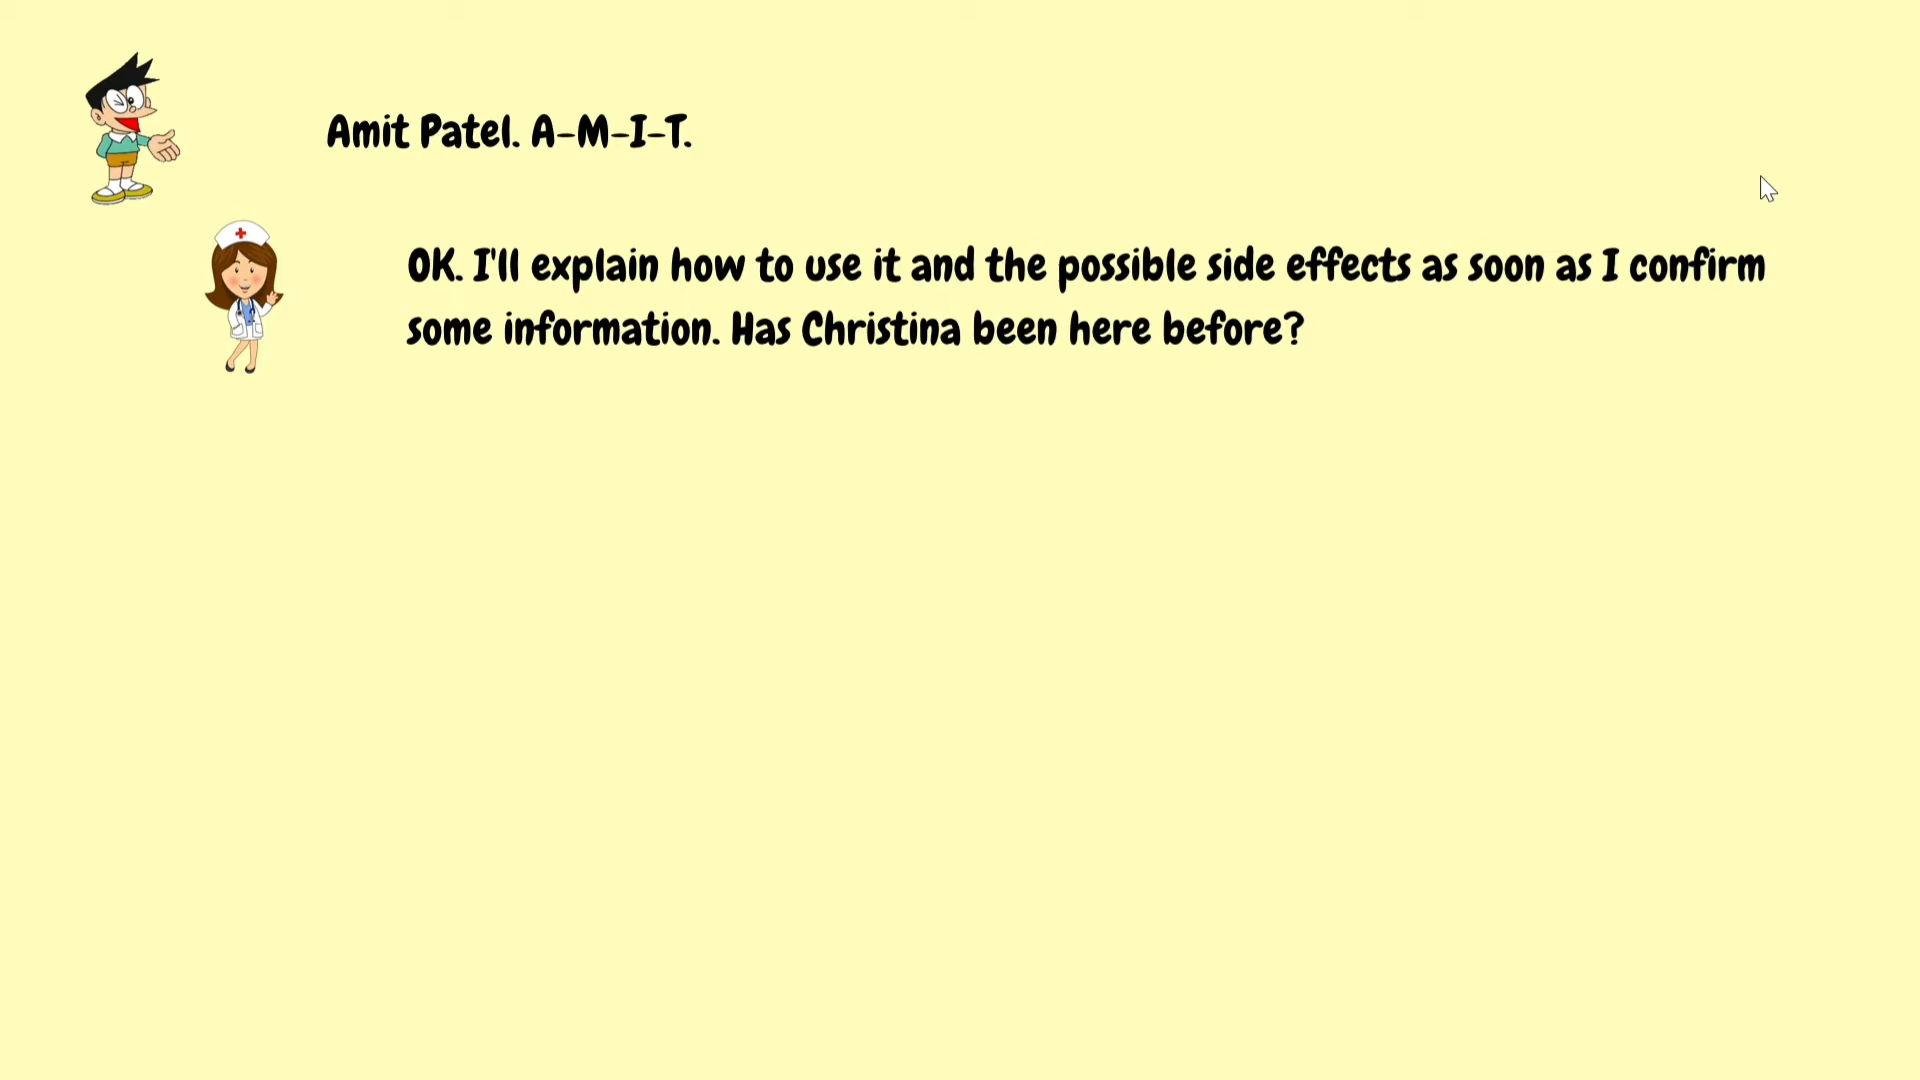 Amit Patel. A-M-I-T.
OK. I'll explain how to use it and the possible side effects as soon as I confirm
some information. Has Christina been here before?